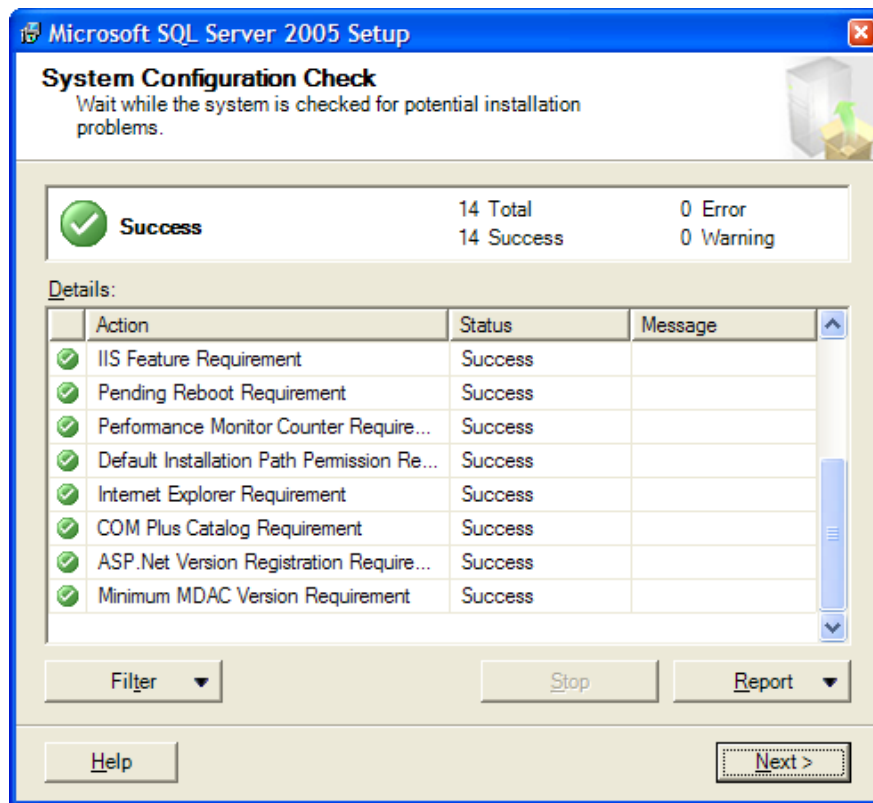 Microsoft SQL Server 2005 Setup
System Configuration Check
Wait while the system is checked for potential installation
problems.
Success 14 Total 0 Error
14 Success 0 Warning
Details:
Action Status Message
IIS Feature Requirement Success
Pending Reboot Requirement Success
Performance Monitor Counter Require... Success
Default Installation Path Permission Re... Success
Internet Explorer Requirement Success
COM Plus Catalog Requirement Success
ASP.Net Version Registration Require... Success
Minimum MDAC Version Requirement Success
Filter Stop Report
Help Next >